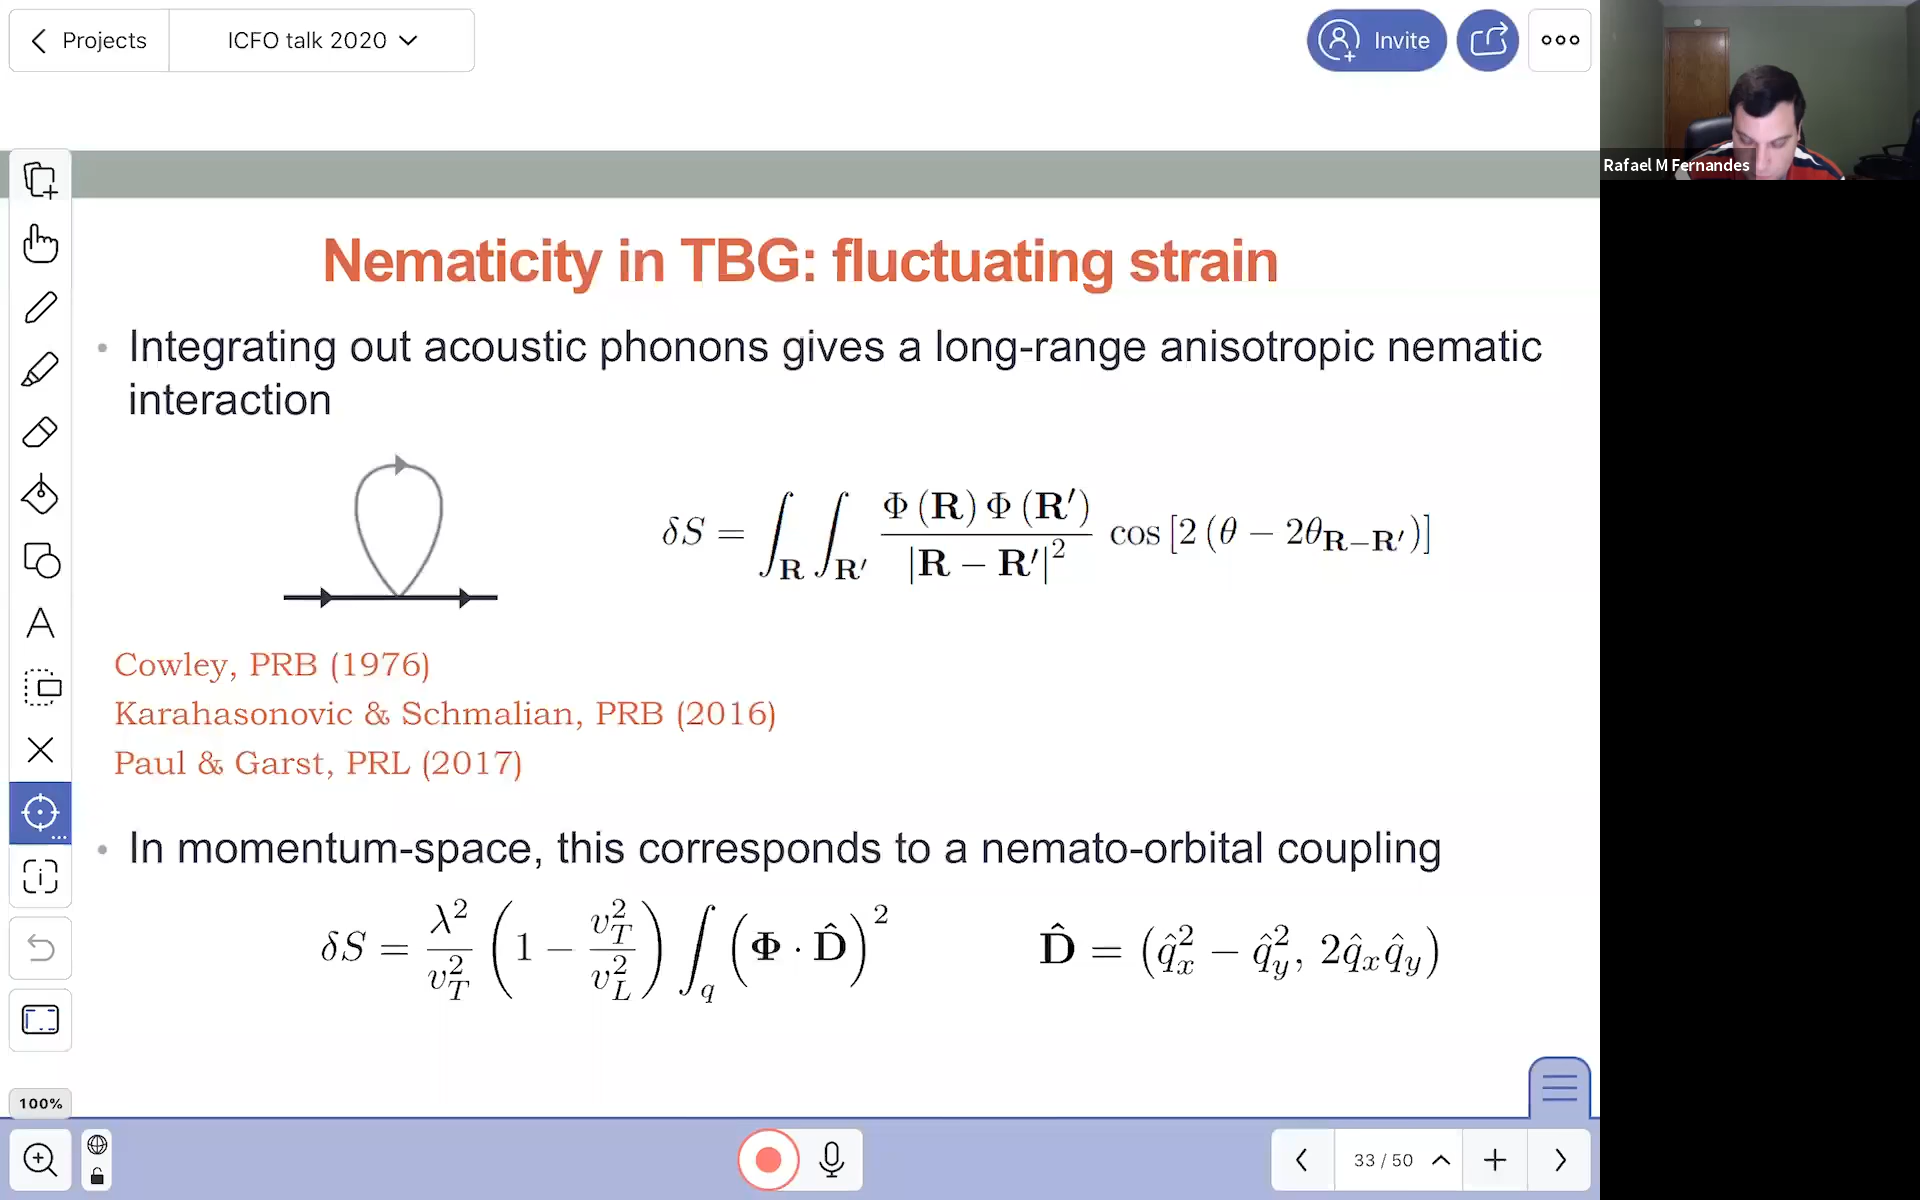 Projects
ICFO talk 2020
Invite
Rafael M Fernandes
Nematicity in TBG: fluctuating strain
• Integrating out acoustic phonons gives a long-range anisotropic nematic
interaction
δS = ∫_R ∫_R′ Φ(R) Φ(R′) / |R − R′|² cos[2(θ − 2θ_{R−R′})]
Cowley, PRB (1976)
Karahasonovic & Schmalian, PRB (2016)
Paul & Garst, PRL (2017)
• In momentum-space, this corresponds to a nemato-orbital coupling
δS = λ²/v_T² (1 − v_T²/v_L²) ∫_q (Φ · D̂)² D̂ = (q̂_x² − q̂_y², 2q̂_x q̂_y)
100%
33 / 50